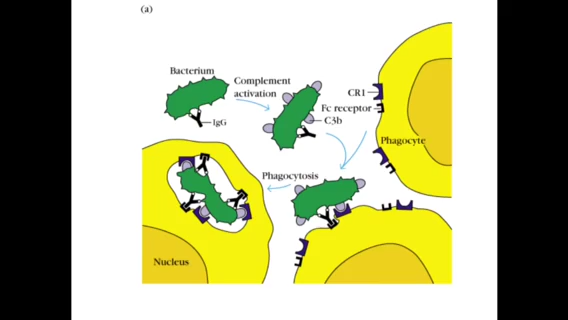 (a)
Bacterium
Complement
activation
CR1
Fc receptor
C3b
IgG
Phagocyte
Phagocytosis
Nucleus